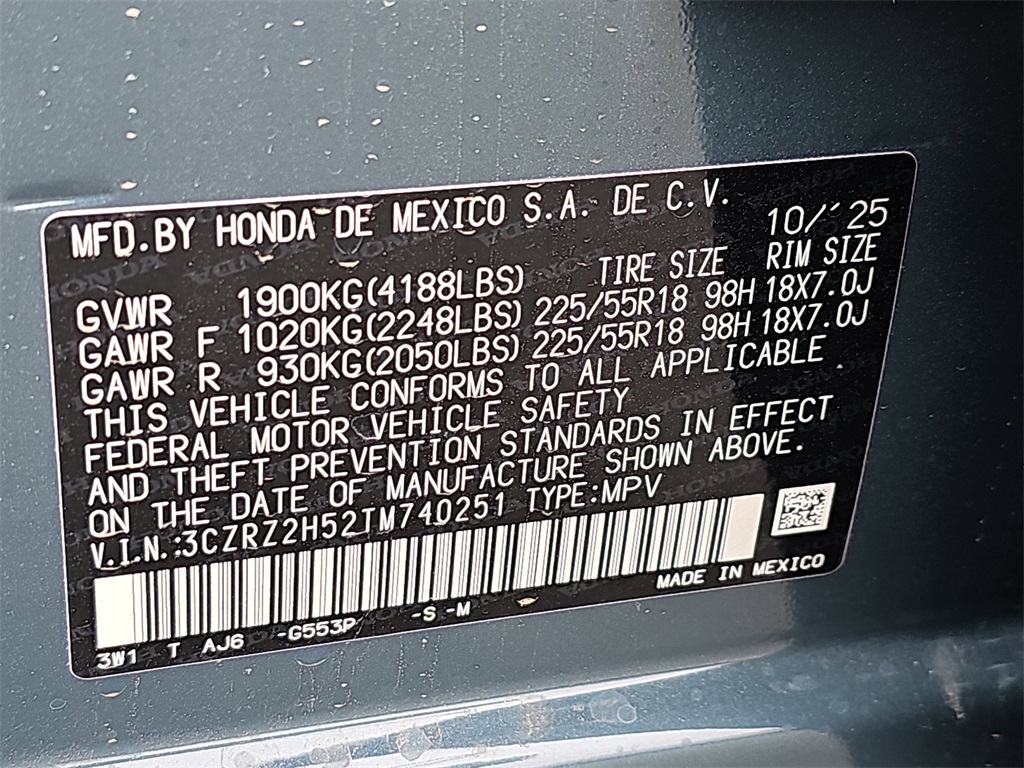 MFD.BY HONDA DE MEXICO S.A. DE C.V.
10/´25
TIRE SIZE RIM SIZE
GVWR 1900KG(4188LBS)
GAWR F 1020KG(2248LBS) 225/55R18 98H 18X7.0J
GAWR R 930KG(2050LBS) 225/55R18 98H 18X7.0J
THIS VEHICLE CONFORMS TO ALL APPLICABLE
FEDERAL MOTOR VEHICLE SAFETY
AND THEFT PREVENTION STANDARDS IN EFFECT
ON THE DATE OF MANUFACTURE SHOWN ABOVE.
V.I.N.:3CZRZ2H52TM740251 TYPE:MPV
MADE IN MEXICO
3W1 T AJ6 -G553P -S -M